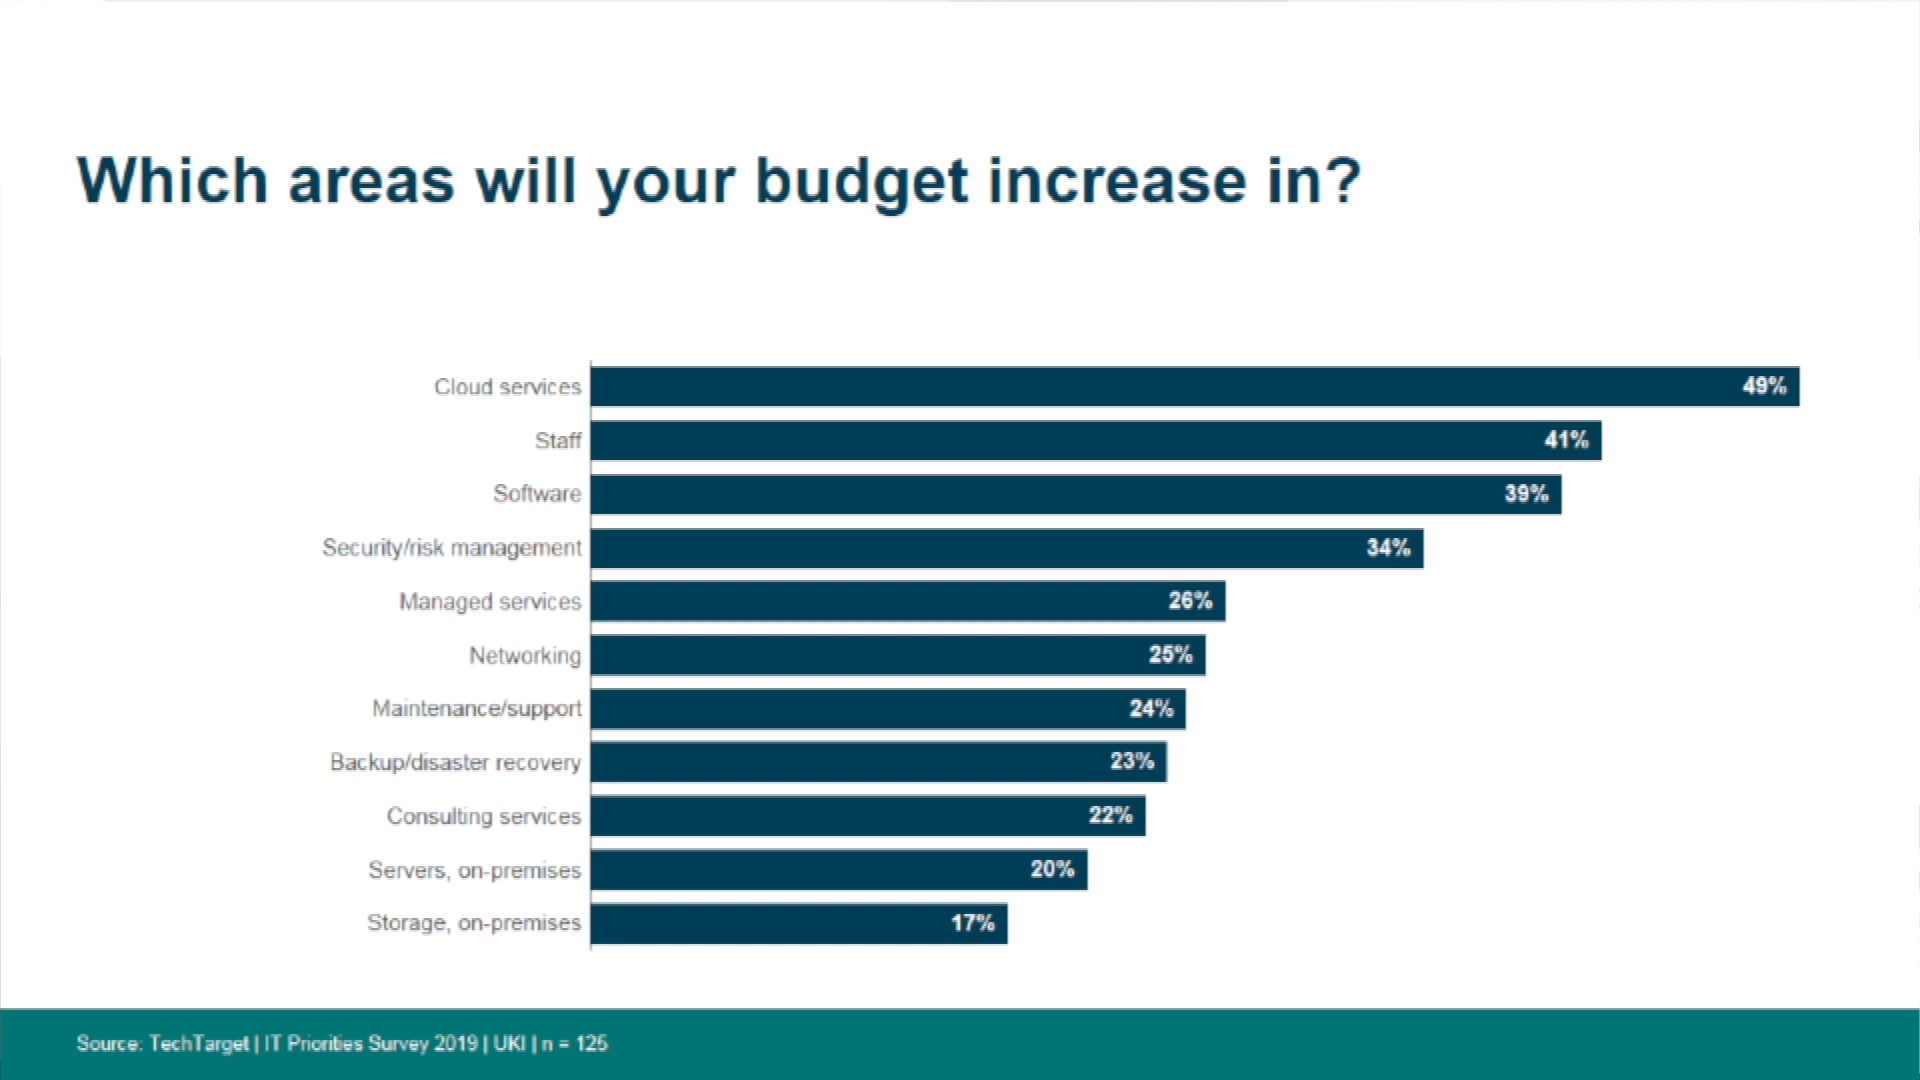 Which areas will your budget increase in?
Cloud services 49%
Staff 41%
Software 39%
Security/risk management 34%
Managed services 26%
Networking 25%
Maintenance/support 24%
Backup/disaster recovery 23%
Consulting services 22%
Servers, on-premises 20%
Storage, on-premises 17%
Source: TechTarget | IT Priorities Survey 2019 | UKI | n = 125